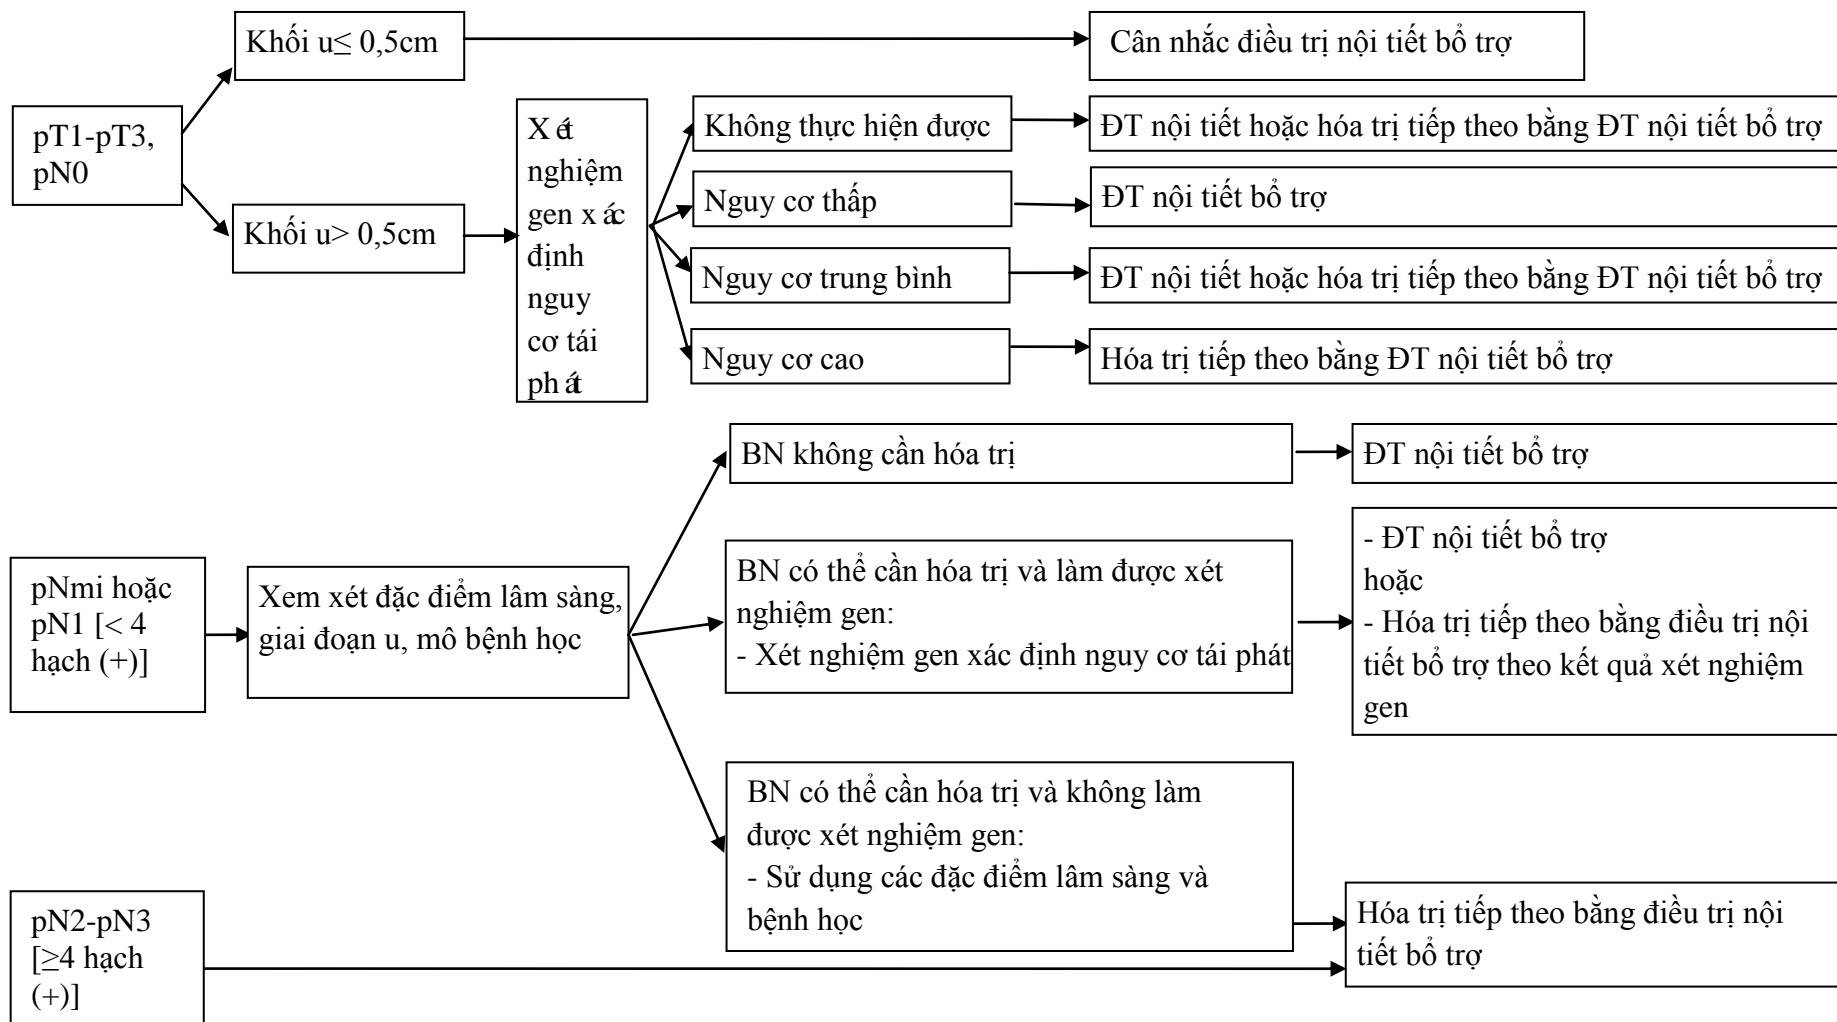 Khối u≤ 0,5cm
Cân nhắc điều trị nội tiết bổ trợ
pT1-pT3,
pN0
Khối u> 0,5cm
Xét
nghiệm
gen xác
định
nguy
cơ tái
phát
Không thực hiện được
ĐT nội tiết hoặc hóa trị tiếp theo bằng ĐT nội tiết bổ trợ
Nguy cơ thấp
ĐT nội tiết bổ trợ
Nguy cơ trung bình
ĐT nội tiết hoặc hóa trị tiếp theo bằng ĐT nội tiết bổ trợ
Nguy cơ cao
Hóa trị tiếp theo bằng ĐT nội tiết bổ trợ
pNmi hoặc
pN1 [< 4
hạch (+)]
Xem xét đặc điểm lâm sàng,
giai đoạn u, mô bệnh học
BN không cần hóa trị
ĐT nội tiết bổ trợ
BN có thể cần hóa trị và làm được xét
nghiệm gen:
- Xét nghiệm gen xác định nguy cơ tái phát
- ĐT nội tiết bổ trợ
hoặc
- Hóa trị tiếp theo bằng điều trị nội
tiết bổ trợ theo kết quả xét nghiệm
gen
BN có thể cần hóa trị và không làm
được xét nghiệm gen:
- Sử dụng các đặc điểm lâm sàng và
bệnh học
pN2-pN3
[≥4 hạch
(+)]
Hóa trị tiếp theo bằng điều trị nội
tiết bổ trợ